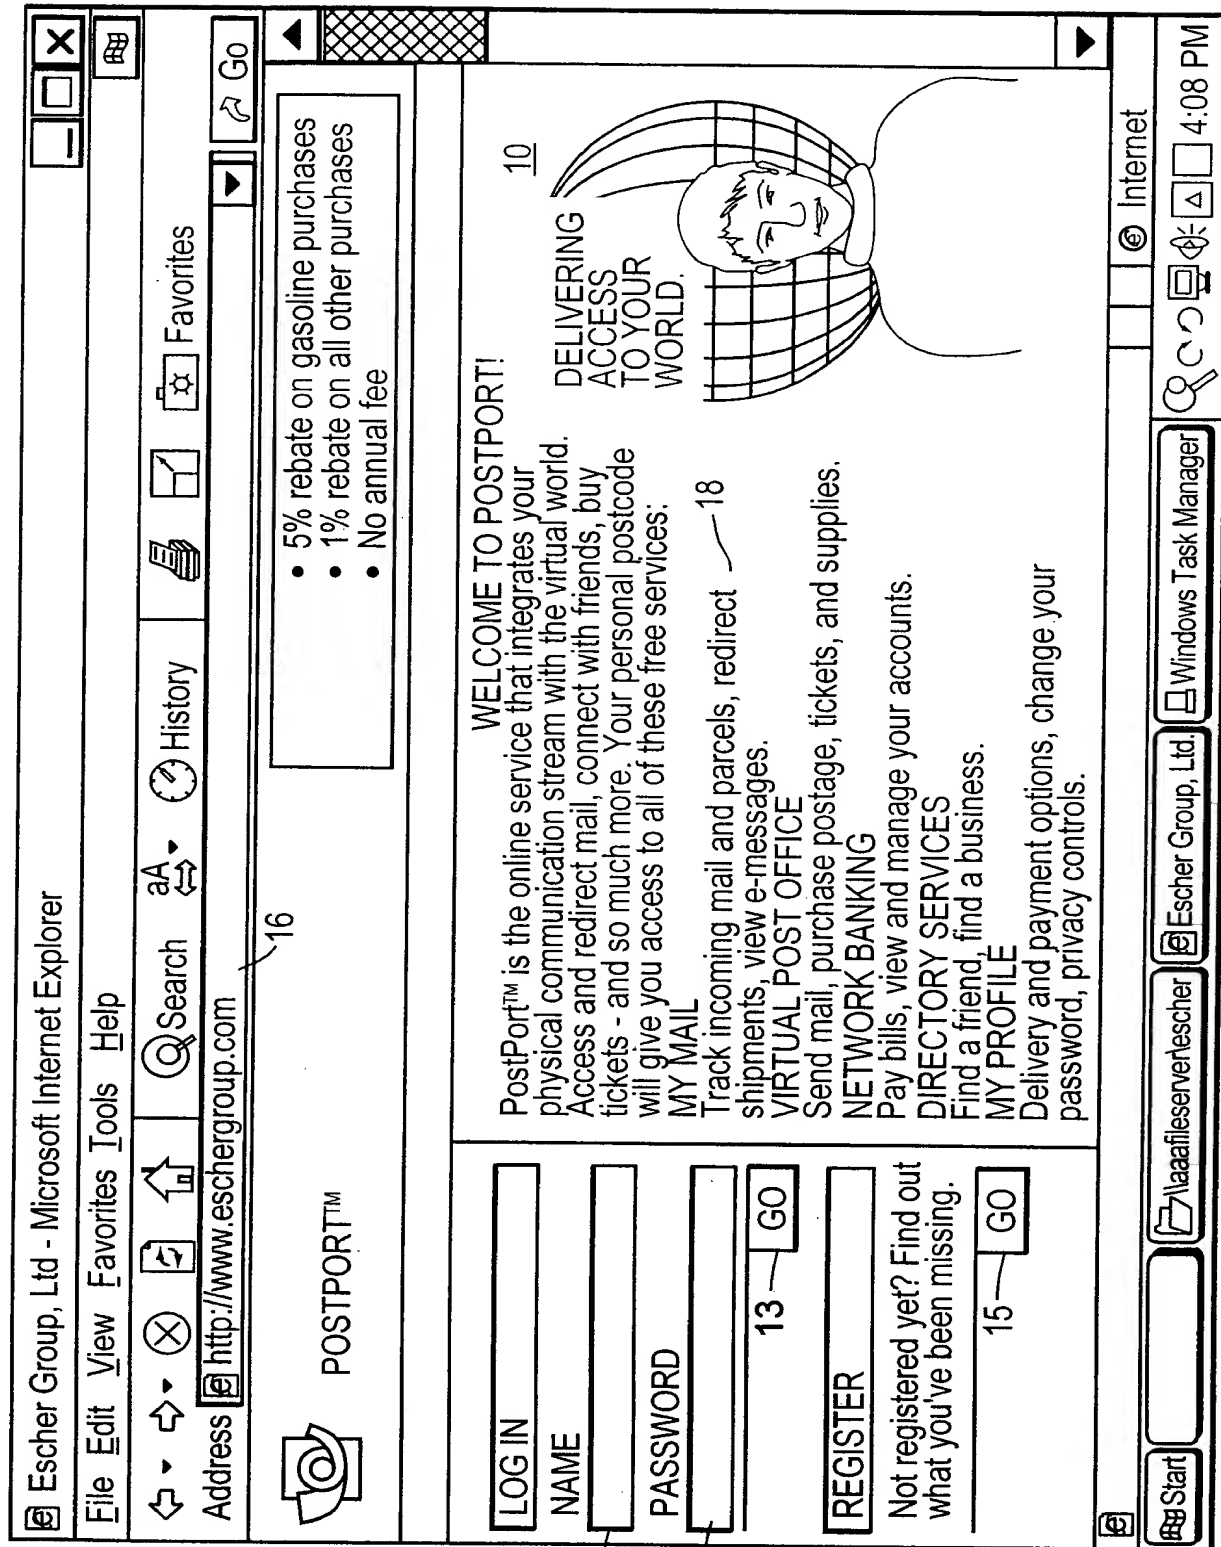 Escher Group, Ltd - Microsoft Internet Explorer
File Edit View Favorites Tools Help
Search aA History Favorites
Address http://www.eschergroup.com Go
16
POSTPORT™
• 5% rebate on gasoline purchases
• 1% rebate on all other purchases
• No annual fee
LOG IN
NAME
PASSWORD
13 GO
REGISTER
Not registered yet? Find out
what you've been missing.
15 GO
WELCOME TO POSTPORT!
PostPort™ is the online service that integrates your
physical communication stream with the virtual world.
Access and redirect mail, connect with friends, buy
tickets - and so much more. Your personal postcode
will give you access to all of these free services:
MY MAIL
Track incoming mail and parcels, redirect
18
shipments, view e-messages.
VIRTUAL POST OFFICE
Send mail, purchase postage, tickets, and supplies.
NETWORK BANKING
Pay bills, view and manage your accounts.
DIRECTORY SERVICES
Find a friend, find a business.
MY PROFILE
Delivery and payment options, change your
password, privacy controls.
10
DELIVERING
ACCESS
TO YOUR
WORLD.
Internet
Start \\aaafileserver\escher Escher Group, Ltd. Windows Task Manager 4:08 PM